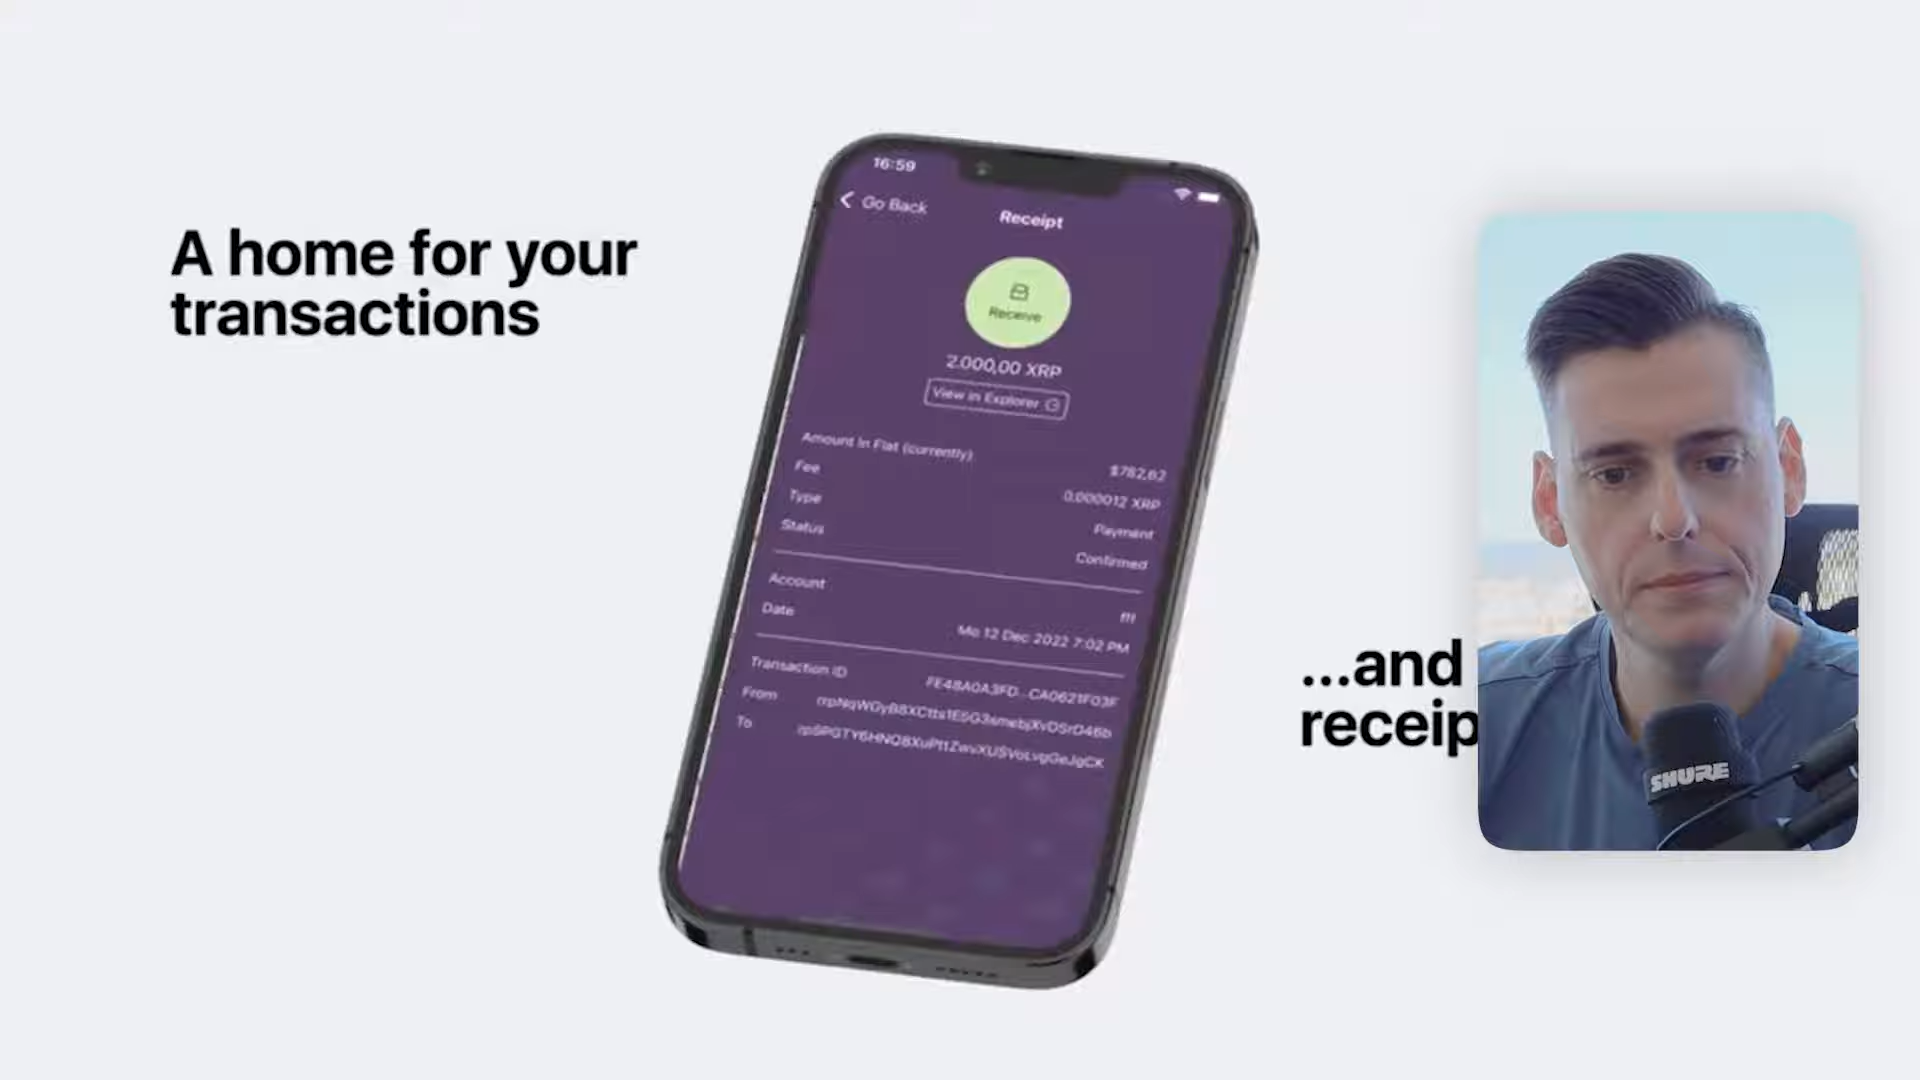 A home for your
transactions
16:59
Go Back
Receipt
Receive
2.000,00 XRP
View in Explorer
Amount In Fiat (currently)
$782,62
Fee
0,000012 XRP
Type
Payment
Status
Confirmed
Account
Date
Mo 12 Dec 2022 7:02 PM
Transaction ID
FE48A0A3FD...CA0621F03F
From
To
...and
receip
SHURE